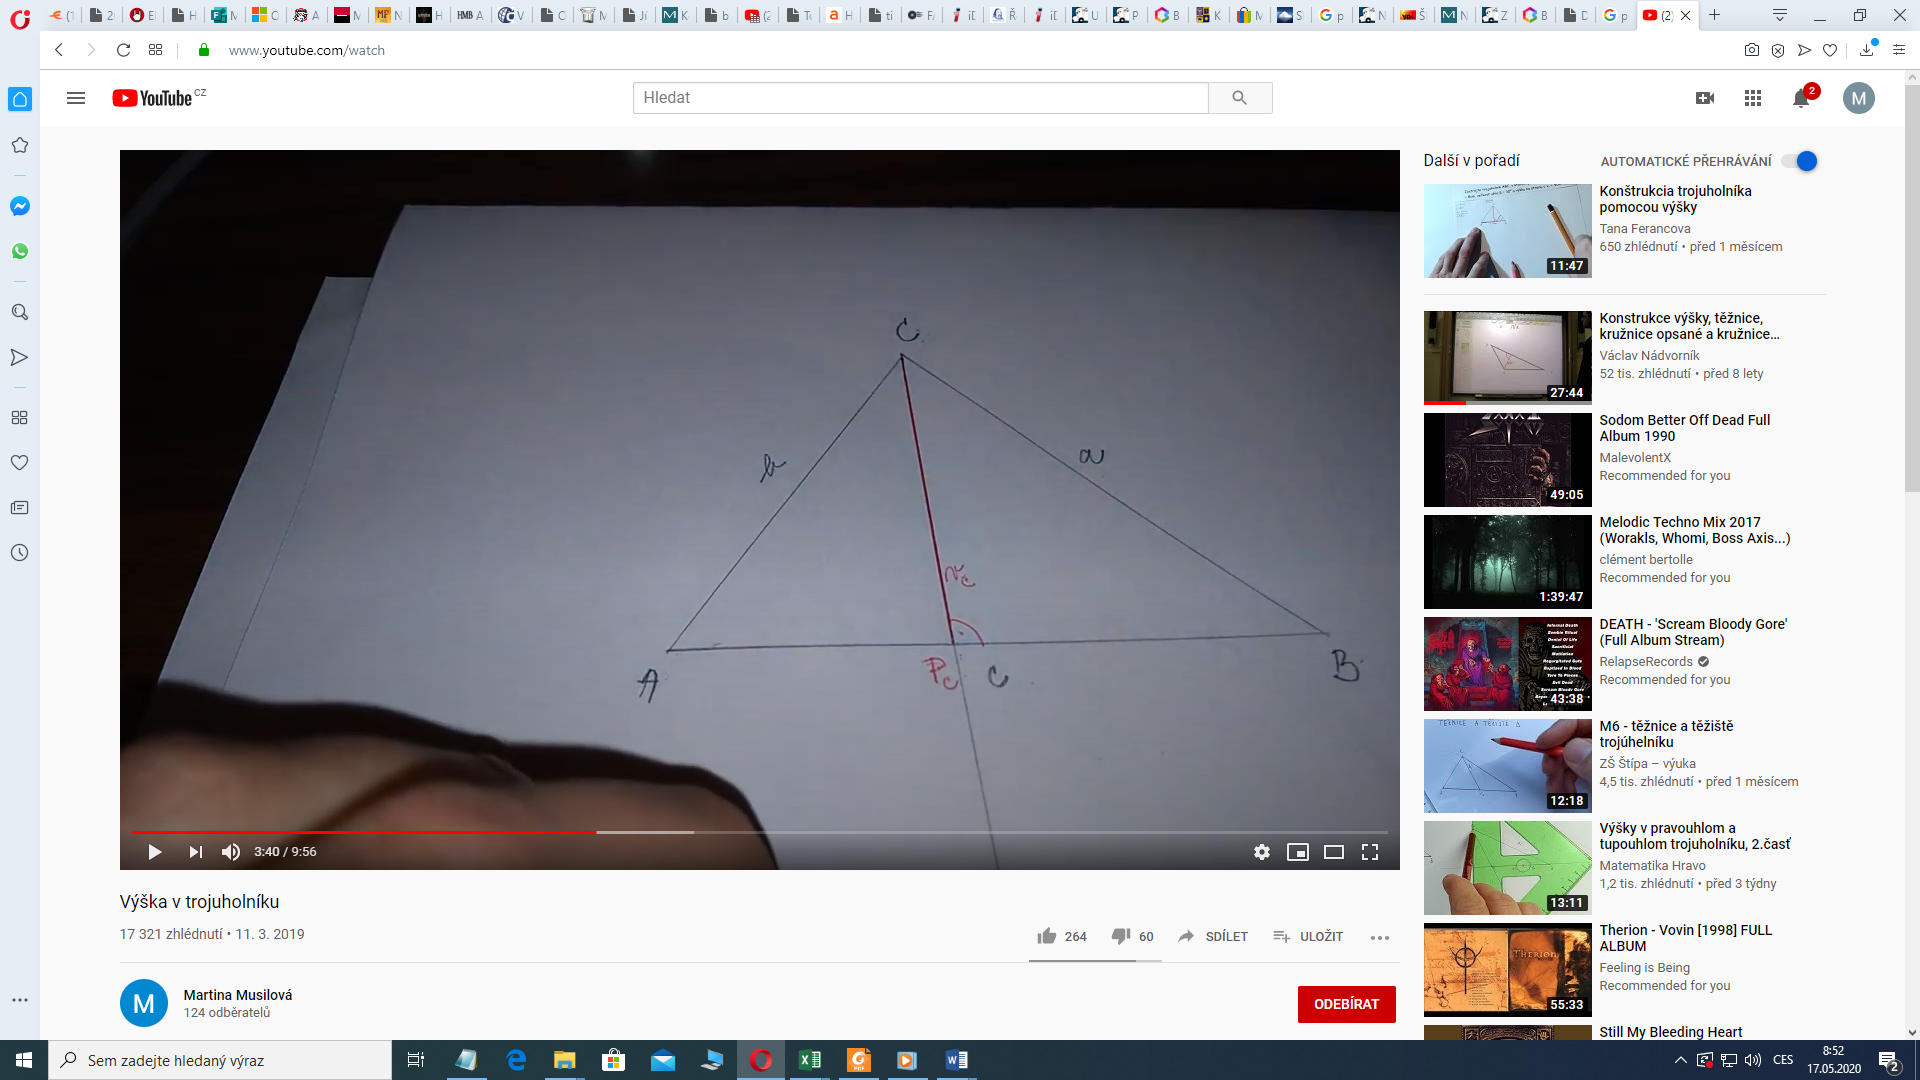 www.youtube.com/watch
YouTube CZ
Hledat
2
M
C
b
a
vc
A
Pc
c
B
3:40 / 9:56
Výška v trojuholníku
17 321 zhlédnutí • 11. 3. 2019
264
60
SDÍLET
ULOŽIT
M
Martina Musilová
124 odběratelů
ODEBÍRAT
Další v pořadí
AUTOMATICKÉ PŘEHRÁVÁNÍ
11:47
Konštrukcia trojuholníka
pomocou výšky
Tana Ferancova
650 zhlédnutí • před 1 měsícem
27:44
Konstrukce výšky, těžnice,
kružnice opsané a kružnice...
Václav Nádvorník
52 tis. zhlédnutí • před 8 lety
49:05
Sodom Better Off Dead Full
Album 1990
MalevolentX
Recommended for you
1:39:47
Melodic Techno Mix 2017
(Worakls, Whomi, Boss Axis...)
clément bertolle
Recommended for you
43:38
DEATH - 'Scream Bloody Gore'
(Full Album Stream)
RelapseRecords
Recommended for you
12:18
M6 - těžnice a těžiště
trojúhelníku
ZŠ Štípa – výuka
4,5 tis. zhlédnutí • před 1 měsícem
13:11
Výšky v pravouhlom a
tupouhlom trojuholníku, 2.časť
Matematika Hravo
1,2 tis. zhlédnutí • před 3 týdny
THERION
55:33
Therion - Vovin [1998] FULL
ALBUM
Feeling is Being
Recommended for you
Still My Bleeding Heart
Sem zadejte hledaný výraz
CES
8:52
17.05.2020
2